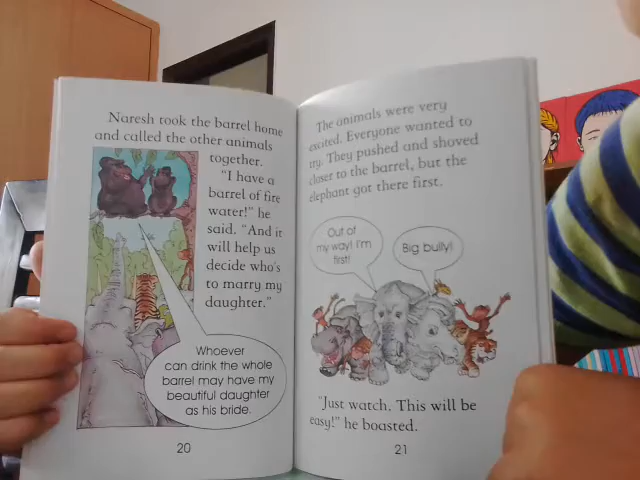 Naresh took the barrel home
and called the other animals
together.
"I have a
barrel of fire
water!" he
said. "And it
will help us
decide who's
to marry my
daughter."
Whoever
can drink the whole
barrel may have my
beautiful daughter
as his bride.
20
The animals were very
excited. Everyone wanted to
try. They pushed and shoved
closer to the barrel, but the
elephant got there first.
Out of
my way! I'm
first!
Big bully!
"Just watch. This will be
easy!" he boasted.
21